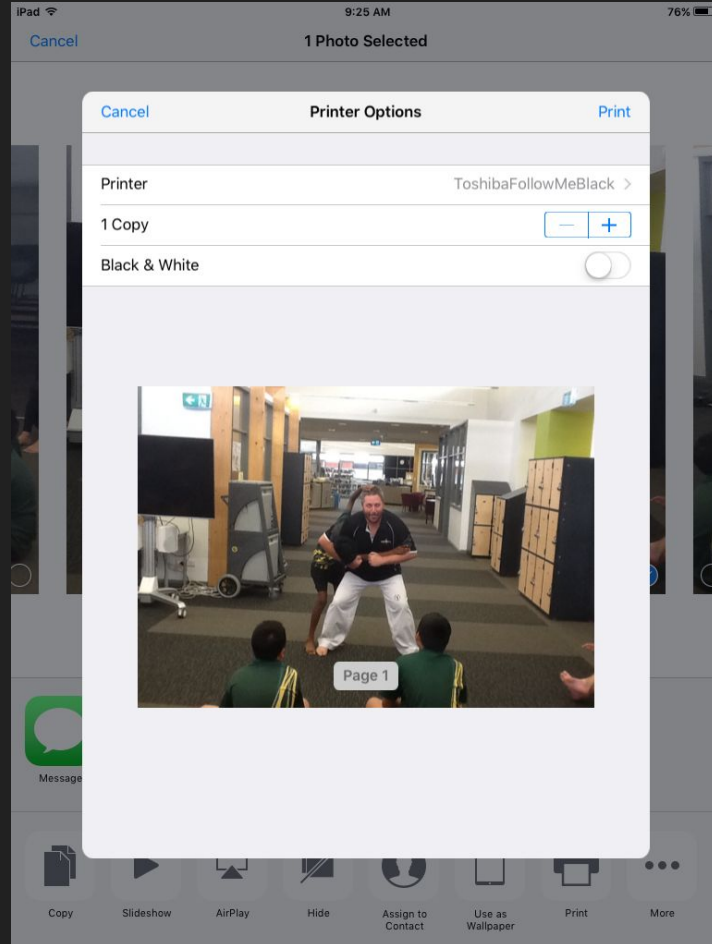 iPad 9:25 AM 76%
Cancel 1 Photo Selected
Cancel Printer Options Print
Printer ToshibaFollowMeBlack
1 Copy
Black & White
Page 1
Message
Copy Slideshow AirPlay Hide Assign to Contact Use as Wallpaper Print More